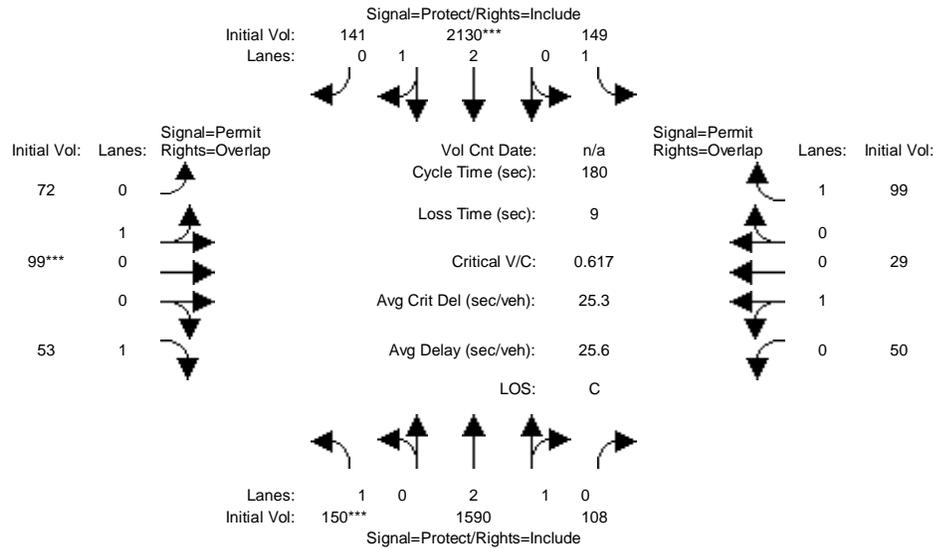 Signal=Protect/Rights=Include
Initial Vol: 141 2130*** 149
Lanes: 0 1 2 0 1
Signal=Permit Signal=Permit
Initial Vol: Lanes: Rights=Overlap Vol Cnt Date: n/a Rights=Overlap Lanes: Initial Vol:
Cycle Time (sec): 180
72 0 1 99
Loss Time (sec): 9
1 0
99*** 0 Critical V/C: 0.617 0 29
0 Avg Crit Del (sec/veh): 25.3 1
53 1 Avg Delay (sec/veh): 25.6 0 50
LOS: C
Lanes: 1 0 2 1 0
Initial Vol: 150*** 1590 108
Signal=Protect/Rights=Include